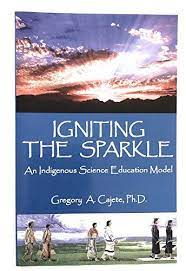 IGNITING
THE SPARKLE
An Indigenous Science Education Model
Gregory A. Cajete, Ph.D.